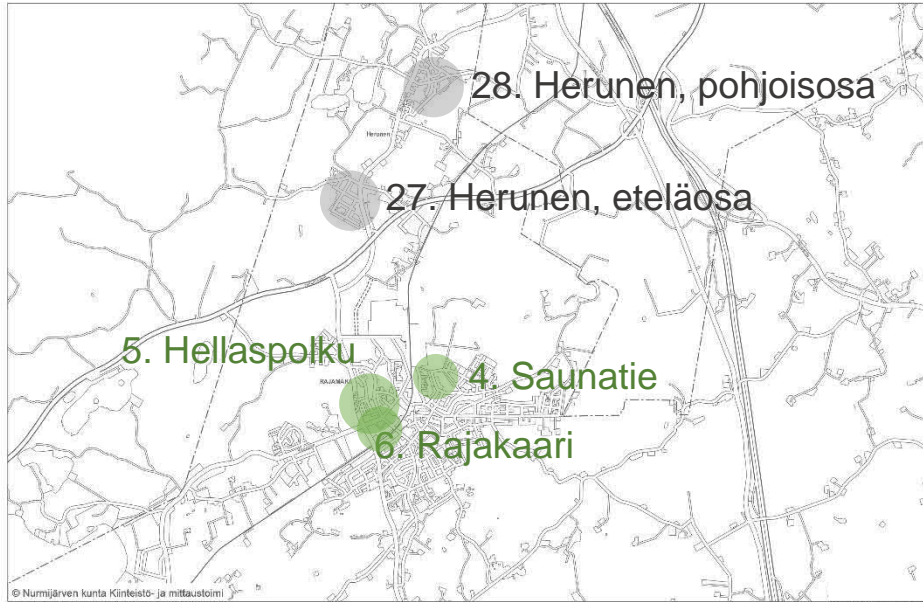 28. Herunen, pohjoisosa
Herunen
27. Herunen, eteläosa
5. Hellaspolku
4. Saunatie
RAJAMÄKI
6. Rajakaari
© Nurmijärven kunta Kiinteistö- ja mittaustoimi